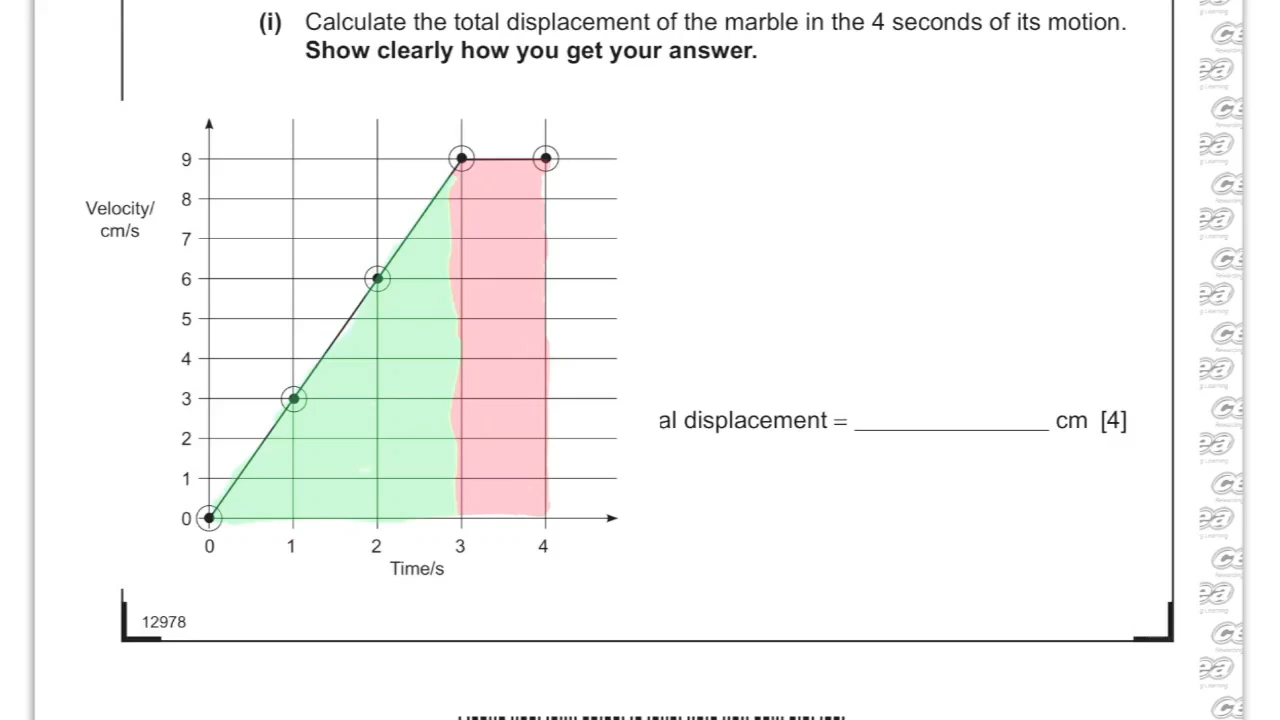 (i) Calculate the total displacement of the marble in the 4 seconds of its motion.
Show clearly how you get your answer.
9
8
7
6
5
4
3
2
1
0
Velocity/
cm/s
0 1 2 3 4
Time/s
al displacement = ____________ cm [4]
12978